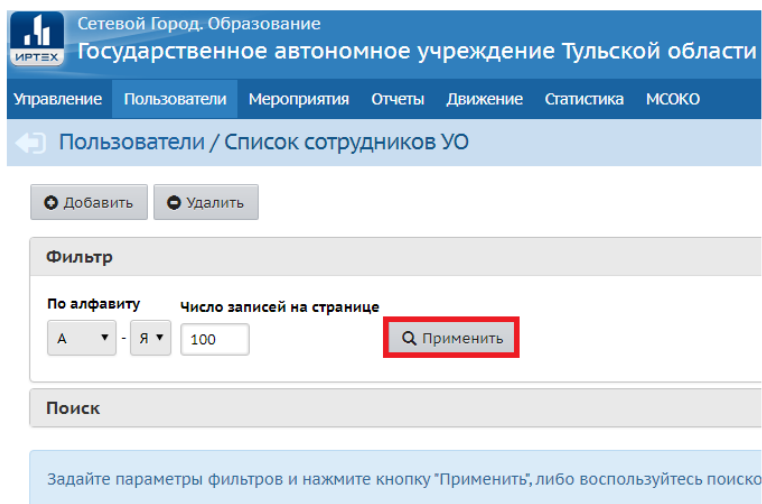 Сетевой Город. Образование
ИРТЕХ Государственное автономное учреждение Тульской области
Управление Пользователи Мероприятия Отчеты Движение Статистика МСОКО
Пользователи / Список сотрудников УО
Добавить Удалить
Фильтр
По алфавиту Число записей на странице
А - Я 100 Применить
Поиск
Задайте параметры фильтров и нажмите кнопку "Применить", либо воспользуйтесь поиско